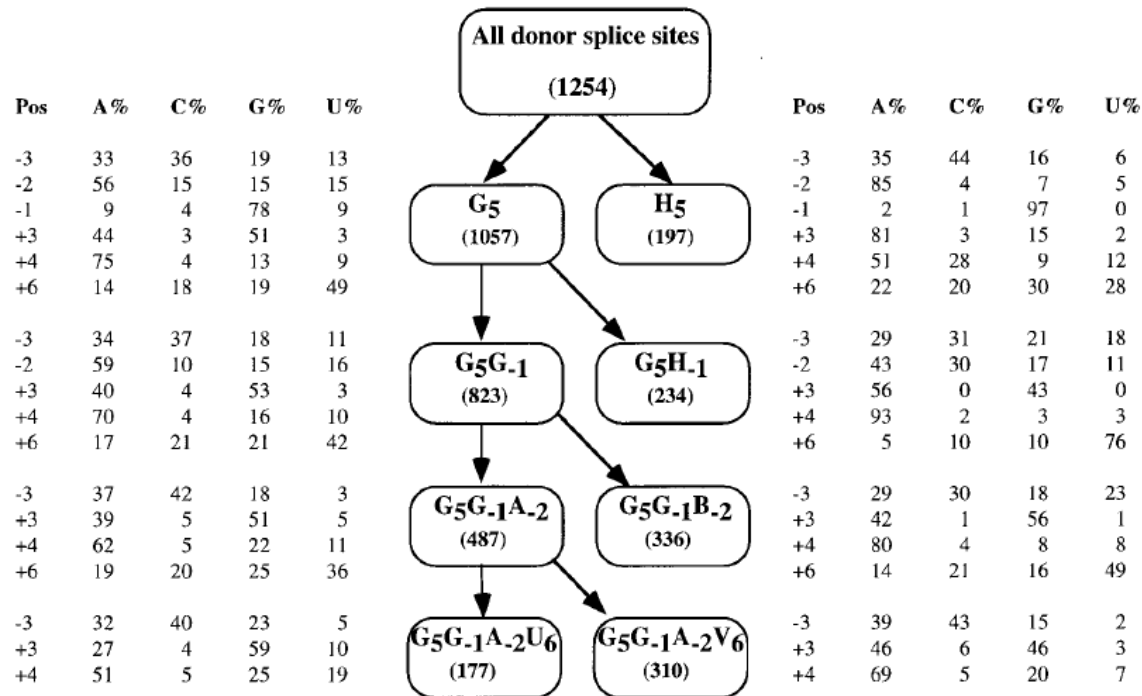 All donor splice sites
(1254)
Pos A% C% G% U%
-3 33 36 19 13
-2 56 15 15 15
-1 9 4 78 9
+3 44 3 51 3
+4 75 4 13 9
+6 14 18 19 49
G5
(1057)
H5
(197)
Pos A% C% G% U%
-3 35 44 16 6
-2 85 4 7 5
-1 2 1 97 0
+3 81 3 15 2
+4 51 28 9 12
+6 22 20 30 28
-3 34 37 18 11
-2 59 10 15 16
+3 40 4 53 3
+4 70 4 16 10
+6 17 21 21 42
G5G-1
(823)
G5H-1
(234)
-3 29 31 21 18
-2 43 30 17 11
+3 56 0 43 0
+4 93 2 3 3
+6 5 10 10 76
-3 37 42 18 3
+3 39 5 51 5
+4 62 5 22 11
+6 19 20 25 36
G5G-1A-2
(487)
G5G-1B-2
(336)
-3 29 30 18 23
+3 42 1 56 1
+4 80 4 8 8
+6 14 21 16 49
-3 32 40 23 5
+3 27 4 59 10
+4 51 5 25 19
G5G-1A-2U6
(177)
G5G-1A-2V6
(310)
-3 39 43 15 2
+3 46 6 46 3
+4 69 5 20 7